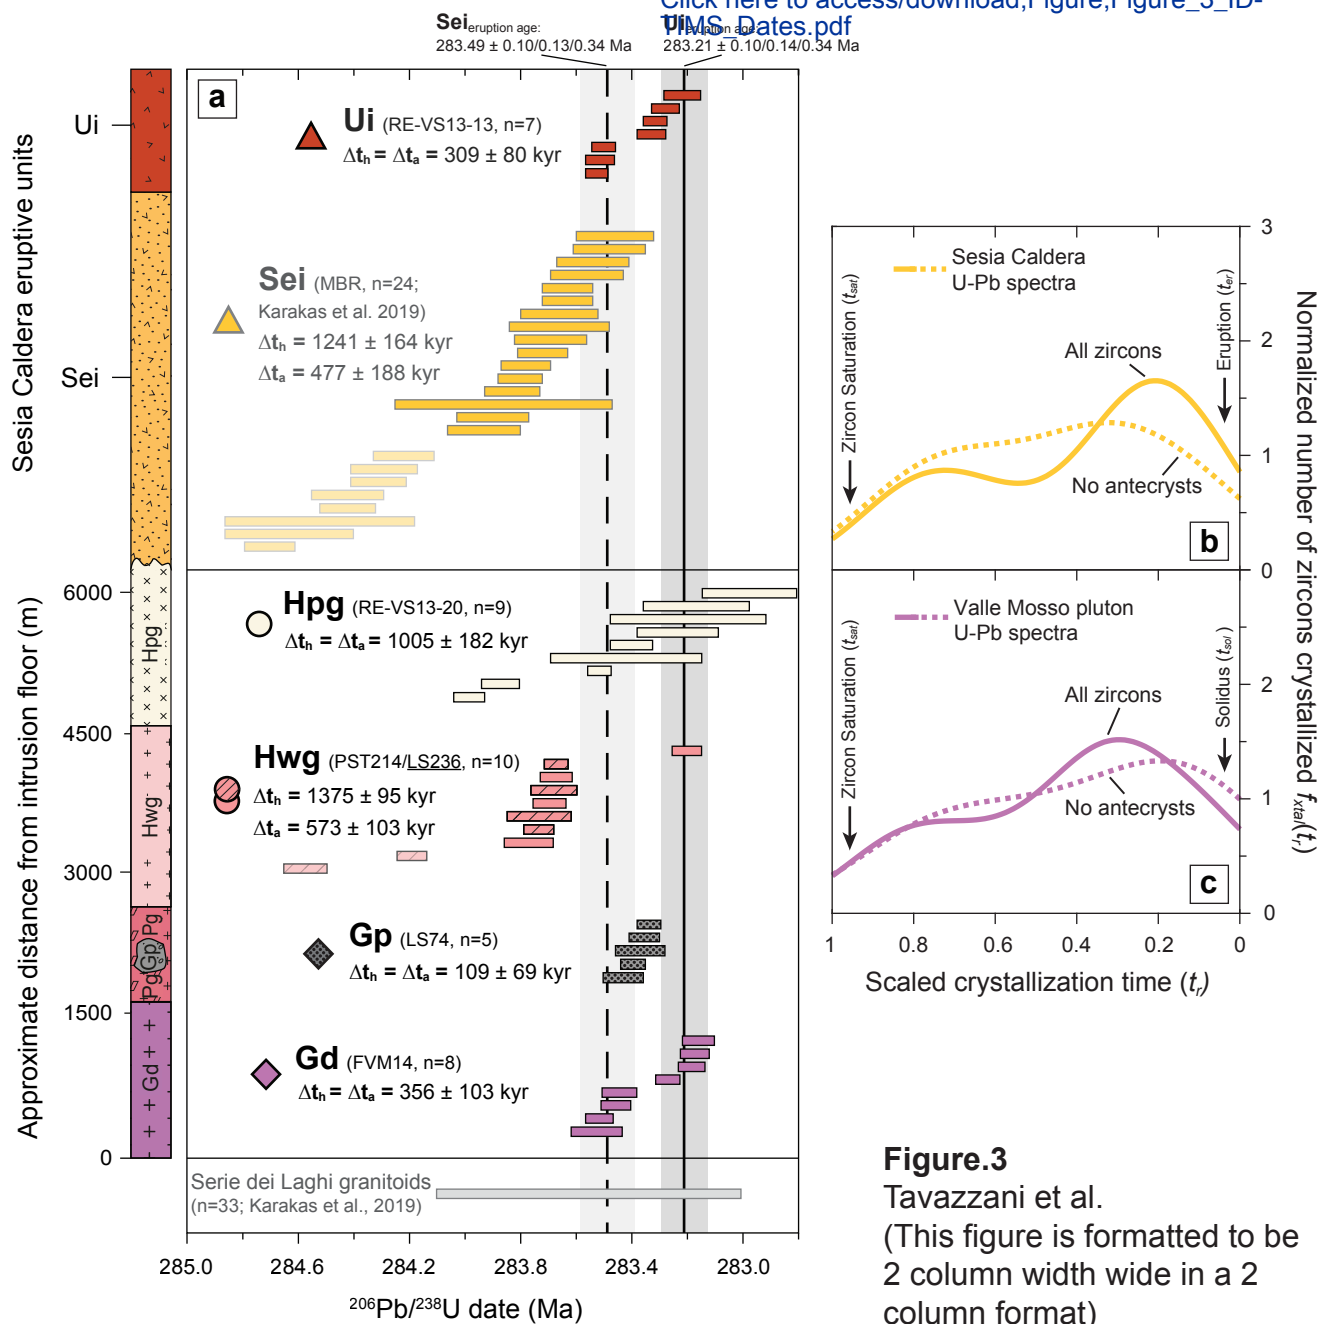 Click here to access/download;Figure;Figure_3_ID-
TIMS_Dates.pdf
Sei eruption age:
283.49 ± 0.10/0.13/0.34 Ma
Ui eruption age:
283.21 ± 0.10/0.14/0.34 Ma
a
Ui (RE-VS13-13, n=7)
Δth = Δta = 309 ± 80 kyr
Sei (MBR, n=24;
Karakas et al. 2019)
Δth = 1241 ± 164 kyr
Δta = 477 ± 188 kyr
Hpg (RE-VS13-20, n=9)
Δth = Δta = 1005 ± 182 kyr
Hwg (PST214/LS236, n=10)
Δth = 1375 ± 95 kyr
Δta = 573 ± 103 kyr
Gp (LS74, n=5)
Δth = Δta = 109 ± 69 kyr
Gd (FVM14, n=8)
Δth = Δta = 356 ± 103 kyr
Serie dei Laghi granitoids
(n=33; Karakas et al., 2019)
Sesia Caldera eruptive units
Ui
Sei
Approximate distance from intrusion floor (m)
6000
4500
3000
1500
0
Hpg
Hwg
Pg
Gp
Pg
Gd
285.0 284.6 284.2 283.8 283.4 283.0
206Pb/238U date (Ma)
Sesia Caldera
U-Pb spectra
Zircon Saturation (tsat)
Eruption (ter)
All zircons
No antecrysts
b
3
2
1
0
Valle Mosso pluton
U-Pb spectra
Zircon Saturation (tsat)
Solidus (tsol)
All zircons
No antecrysts
c
2
1
0
Normalized number of zircons crystallized fxtal(tr)
1 0.8 0.6 0.4 0.2 0
Scaled crystallization time (tr)
Figure.3
Tavazzani et al.
(This figure is formatted to be
2 column width wide in a 2
column format)